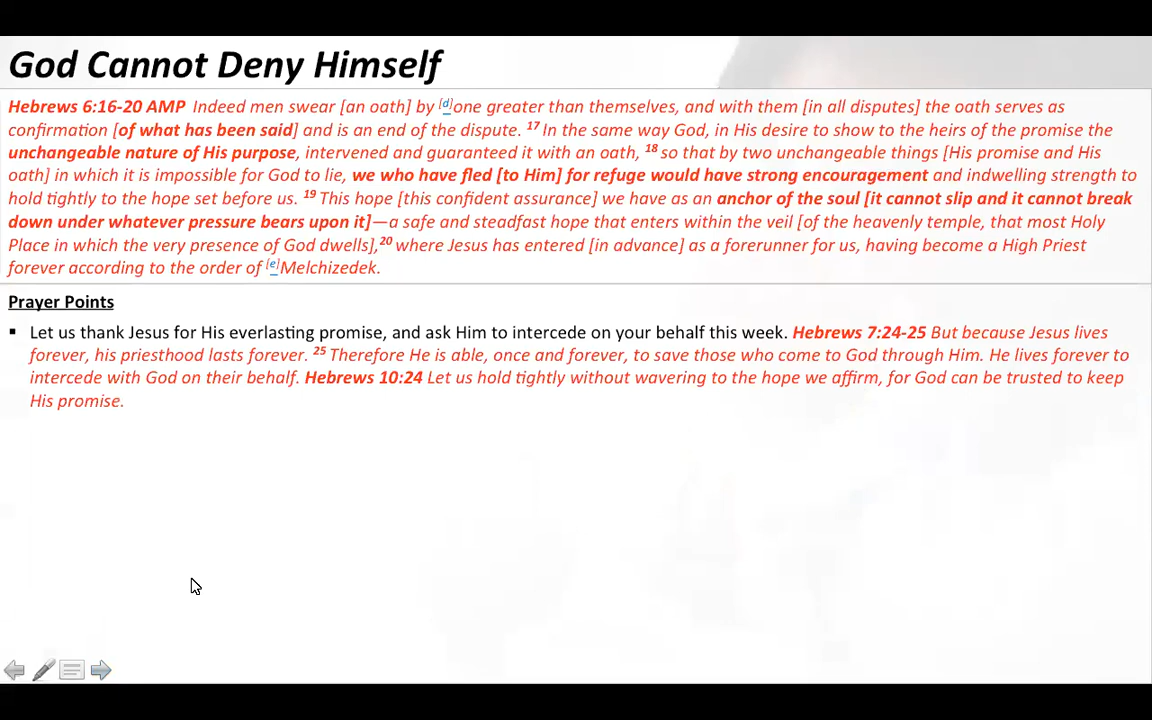 God Cannot Deny Himself
Hebrews 6:16-20 AMP Indeed men swear [an oath] by [d]one greater than themselves, and with them [in all disputes] the oath serves as
confirmation [of what has been said] and is an end of the dispute. 17 In the same way God, in His desire to show to the heirs of the promise the
unchangeable nature of His purpose, intervened and guaranteed it with an oath, 18 so that by two unchangeable things [His promise and His
oath] in which it is impossible for God to lie, we who have fled [to Him] for refuge would have strong encouragement and indwelling strength to
hold tightly to the hope set before us. 19 This hope [this confident assurance] we have as an anchor of the soul [it cannot slip and it cannot break
down under whatever pressure bears upon it]—a safe and steadfast hope that enters within the veil [of the heavenly temple, that most Holy
Place in which the very presence of God dwells],20 where Jesus has entered [in advance] as a forerunner for us, having become a High Priest
forever according to the order of [e]Melchizedek.
Prayer Points
▪ Let us thank Jesus for His everlasting promise, and ask Him to intercede on your behalf this week. Hebrews 7:24-25 But because Jesus lives
forever, his priesthood lasts forever. 25 Therefore He is able, once and forever, to save those who come to God through Him. He lives forever to
intercede with God on their behalf. Hebrews 10:24 Let us hold tightly without wavering to the hope we affirm, for God can be trusted to keep
His promise.